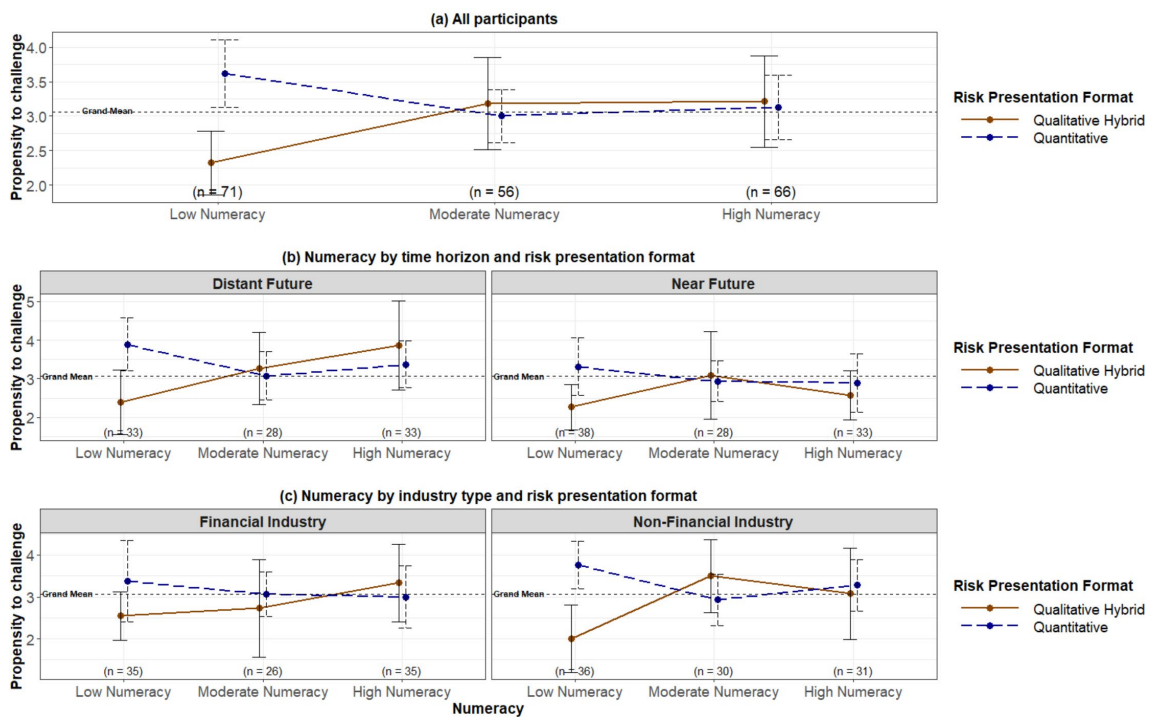 (a) All participants
Propensity to challenge
4.0
3.5
3.0
2.5
2.0
Grand Mean
(n = 71)
(n = 56)
(n = 66)
Low Numeracy
Moderate Numeracy
High Numeracy
Risk Presentation Format
Qualitative Hybrid
Quantitative
(b) Numeracy by time horizon and risk presentation format
Distant Future
Near Future
Propensity to challenge
5
4
3
2
Grand Mean
Grand Mean
(n = 33)
(n = 28)
(n = 33)
(n = 38)
(n = 28)
(n = 33)
Low Numeracy
Moderate Numeracy
High Numeracy
Low Numeracy
Moderate Numeracy
High Numeracy
Risk Presentation Format
Qualitative Hybrid
Quantitative
(c) Numeracy by industry type and risk presentation format
Financial Industry
Non-Financial Industry
Propensity to challenge
4
3
2
Grand Mean
Grand Mean
(n = 35)
(n = 26)
(n = 35)
(n = 36)
(n = 30)
(n = 31)
Low Numeracy
Moderate Numeracy
High Numeracy
Low Numeracy
Moderate Numeracy
High Numeracy
Numeracy
Risk Presentation Format
Qualitative Hybrid
Quantitative